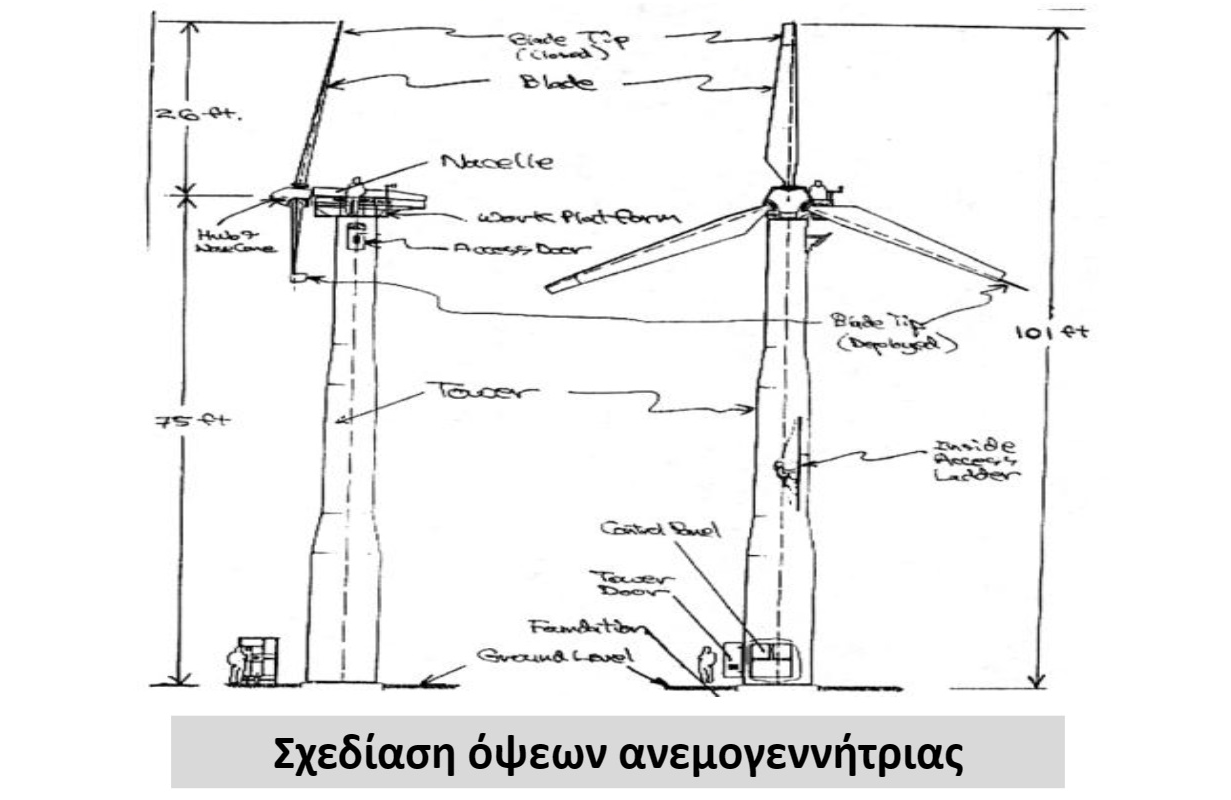 Blade Tip
(Closed)
Blade
26 ft.
Nacelle
Hub &
Nose Cone
Work Platform
Access Door
Blade Tip
(Deployed)
101 ft
Tower
75 ft
Inside
Access
Ladder
Control Panel
Tower
Door
Foundation
Ground Level
Σχεδίαση όψεων ανεμογεννήτριας